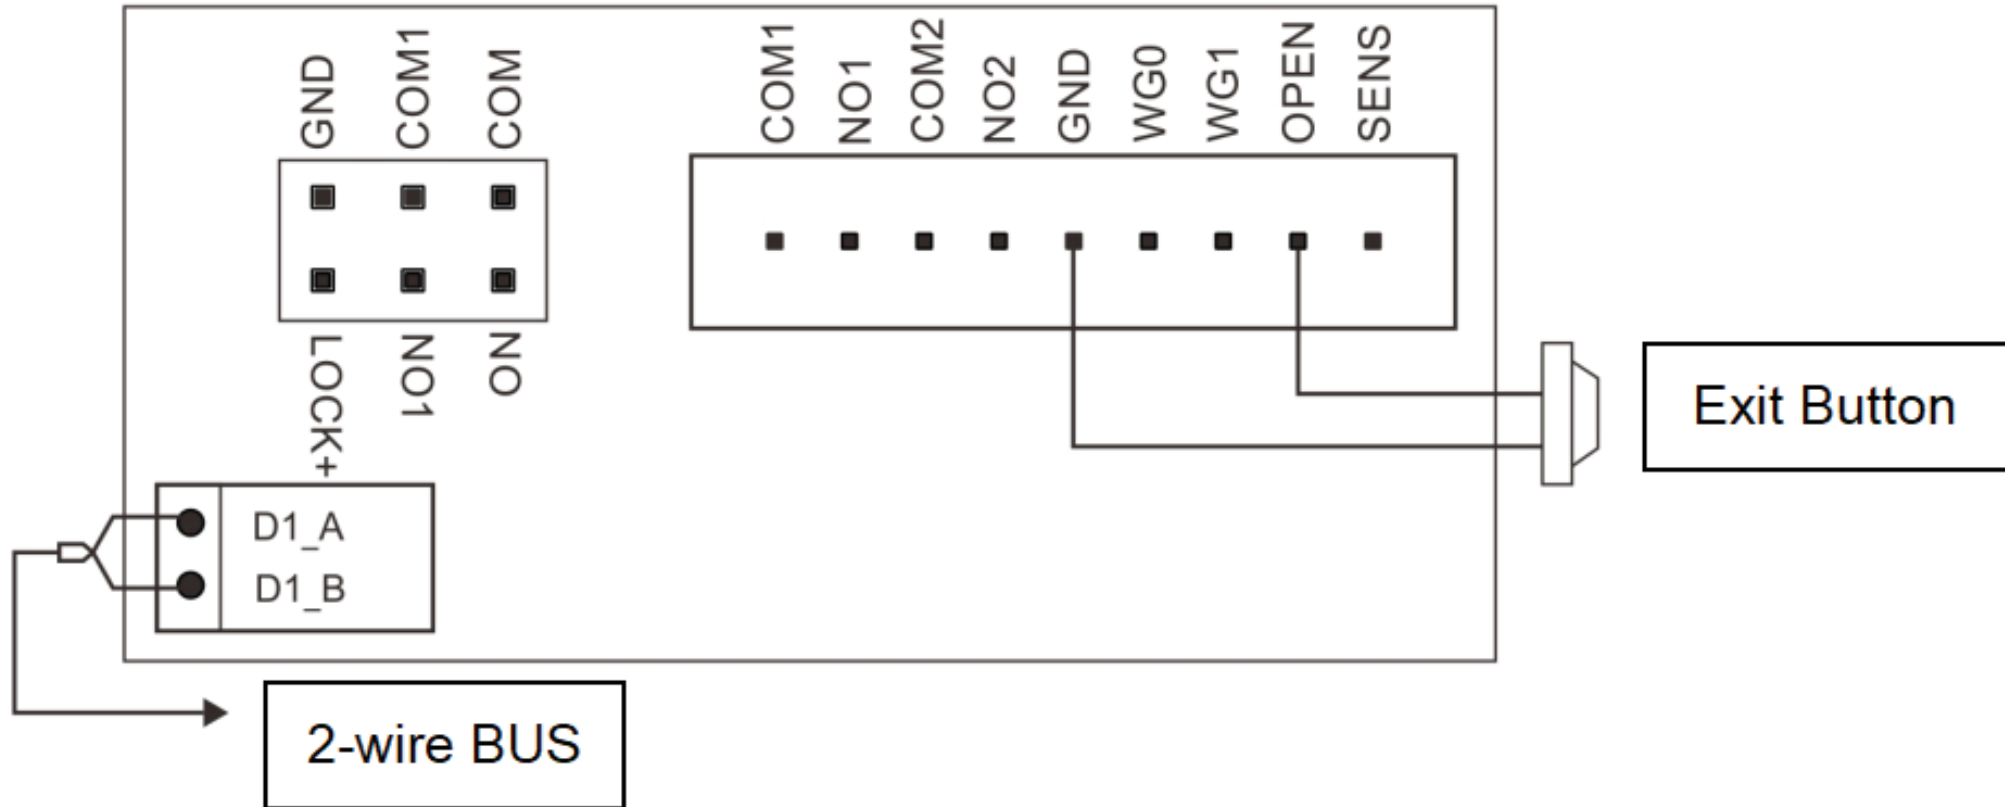 GND COM1 COM
COM1 NO1 COM2 NO2 GND WG0 WG1 OPEN SENS
LOCK+ NO1 NO
Exit Button
D1_A
D1_B
2-wire BUS